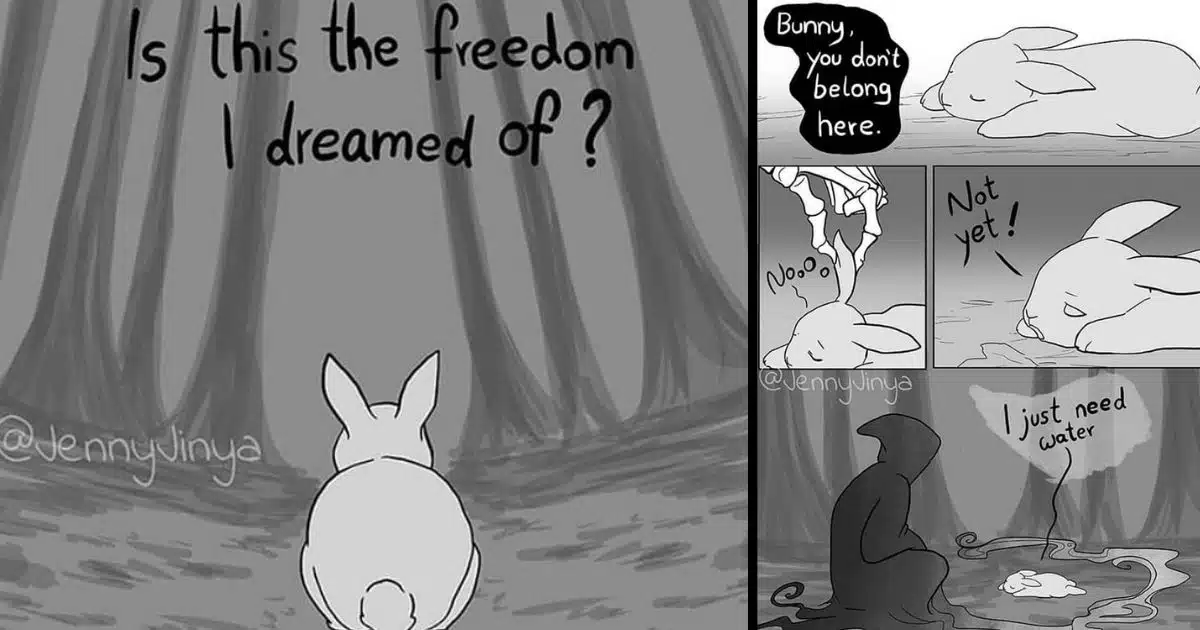 Is this the freedom
I dreamed of?
@JennyJinya
Bunny,
you don't
belong
here.
Nooo
Not
yet!
@JennyJinya
I just need
water